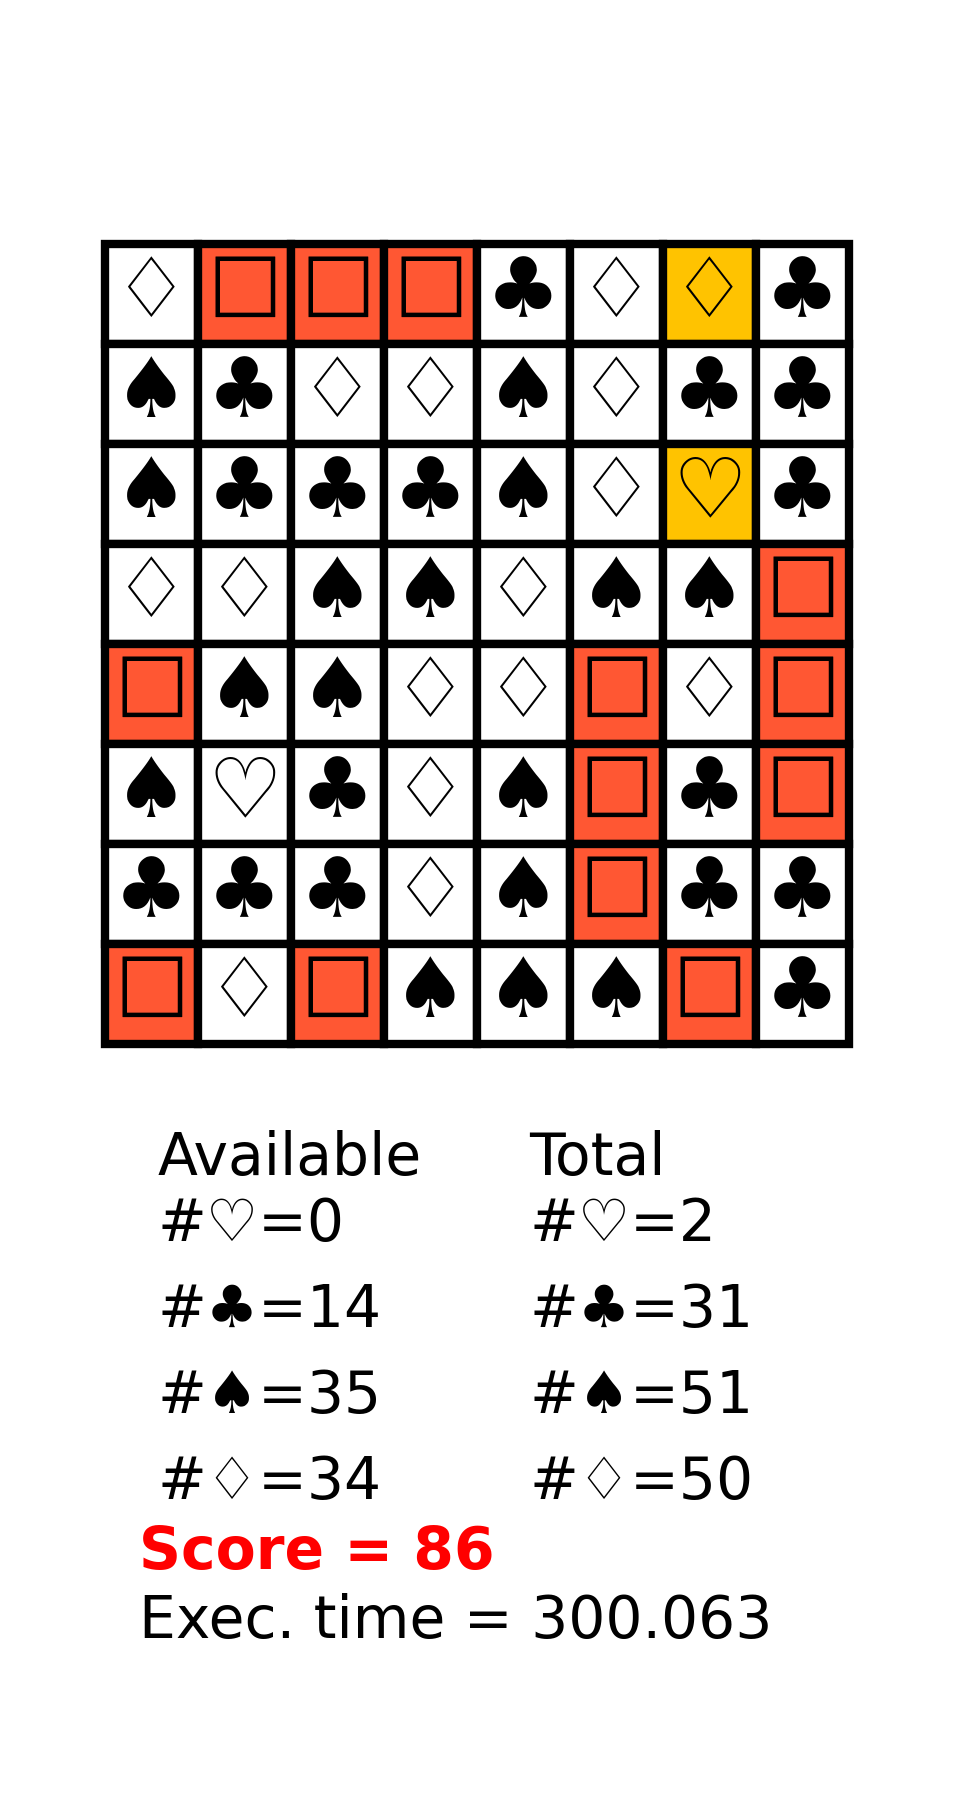 ♢ □ □ □ ♣ ♢ ♢ ♣
♠ ♣ ♢ ♢ ♠ ♢ ♣ ♣
♠ ♣ ♣ ♣ ♠ ♢ ♡ ♣
♢ ♢ ♠ ♠ ♢ ♠ ♠ □
□ ♠ ♠ ♢ ♢ □ ♢ □
♠ ♡ ♣ ♢ ♠ □ ♣ □
♣ ♣ ♣ ♢ ♠ □ ♣ ♣
□ ♢ □ ♠ ♠ ♠ □ ♣
Available Total
#♡=0 #♡=2
#♣=14 #♣=31
#♠=35 #♠=51
#♢=34 #♢=50
Score = 86
Exec. time = 300.063